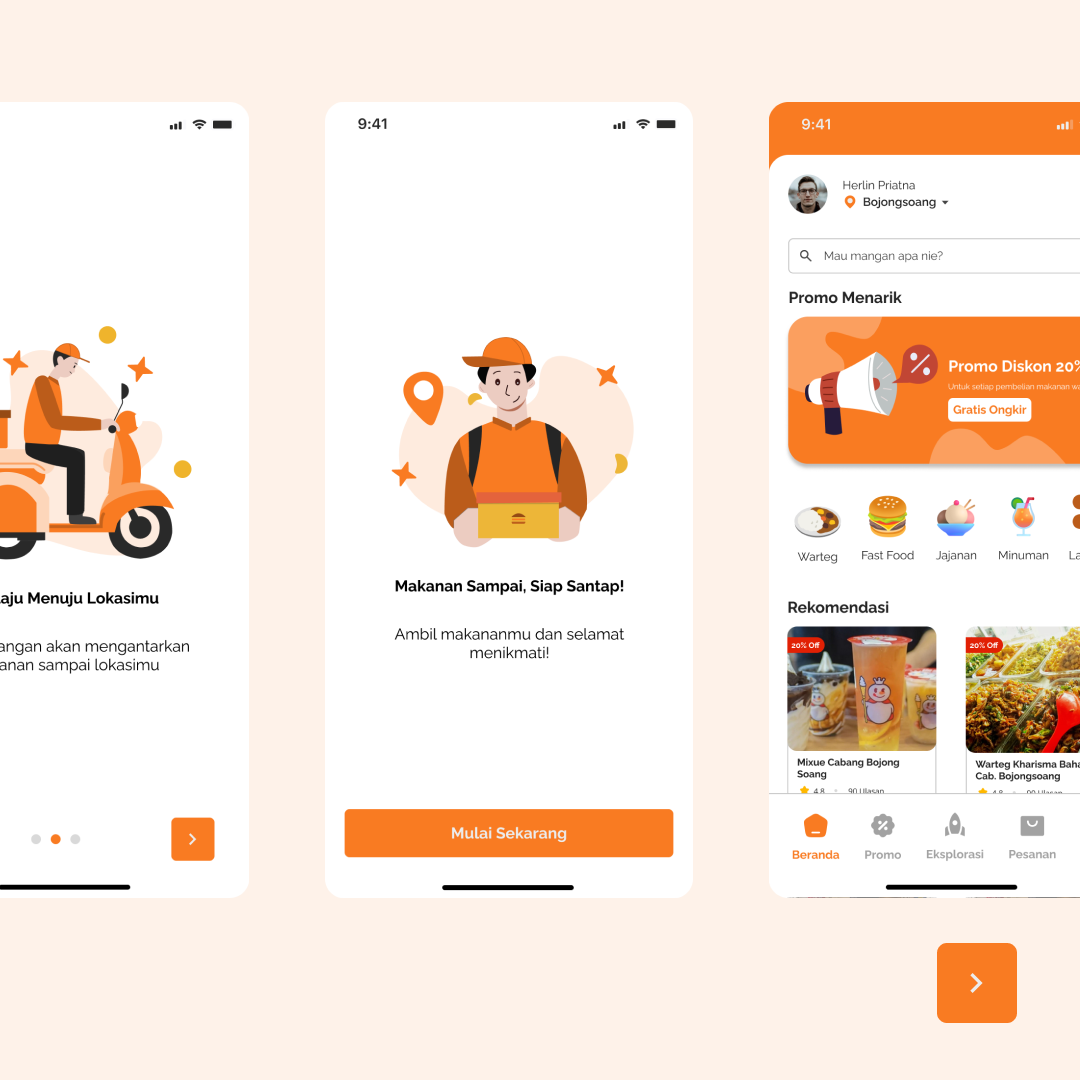 aju Menuju Lokasimu
angan akan mengantarkan
anan sampai lokasimu
9:41
Makanan Sampai, Siap Santap!
Ambil makananmu dan selamat
menikmati!
Mulai Sekarang
9:41
Herlin Priatna
Bojongsoang
Mau mangan apa nie?
Promo Menarik
Promo Diskon 20%
Untuk setiap pembelian makanan wa
Gratis Ongkir
Warteg
Fast Food
Jajanan
Minuman
La
Rekomendasi
20% Off
20% Off
Mixue Cabang Bojong
Soang
4.8 90 Ulasan
Warteg Kharisma Baha
Cab. Bojongsoang
4.8 90 Ulasan
Beranda
Promo
Eksplorasi
Pesanan